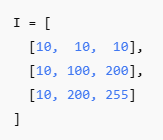 I = [
  [10,  10,  10],
  [10, 100, 200],
  [10, 200, 255]
]